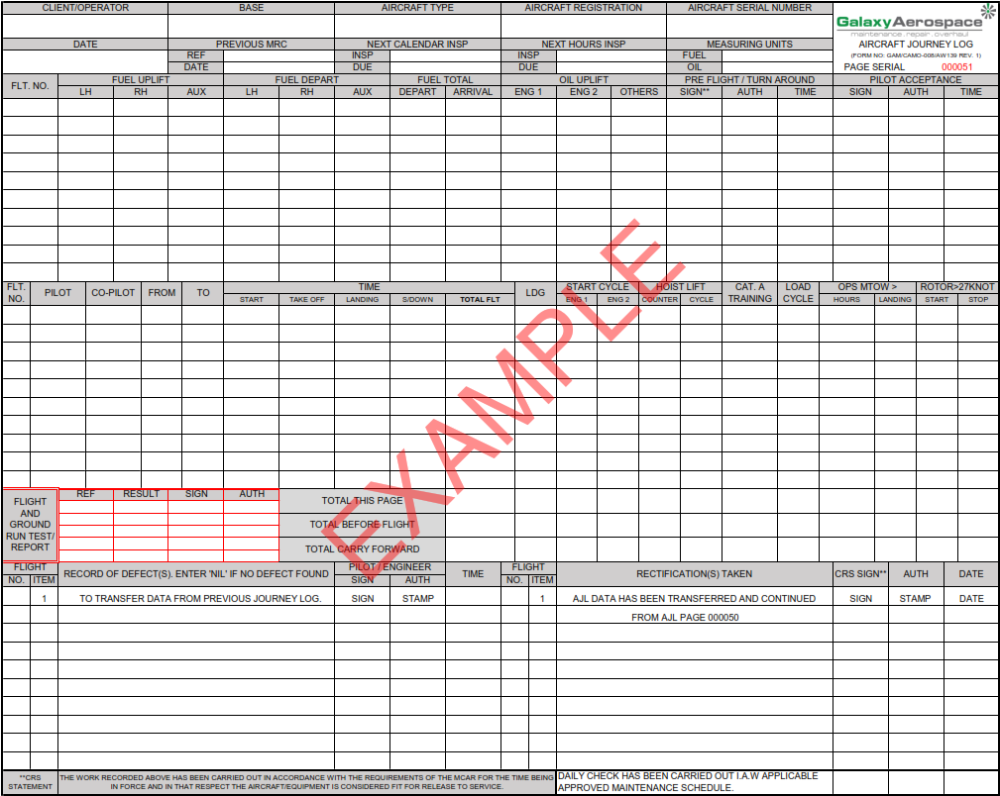 CLIENT/OPERATOR BASE AIRCRAFT TYPE AIRCRAFT REGISTRATION AIRCRAFT SERIAL NUMBER
GalaxyAerospace
maintenance . repair . overhaul
DATE PREVIOUS MRC NEXT CALENDAR INSP NEXT HOURS INSP MEASURING UNITS AIRCRAFT JOURNEY LOG
REF INSP INSP FUEL (FORM NO: GAM/CAMO-008/AW139 REV. 1)
DATE DUE DUE OIL PAGE SERIAL 000051
FLT. NO. FUEL UPLIFT FUEL DEPART FUEL TOTAL OIL UPLIFT PRE FLIGHT / TURN AROUND PILOT ACCEPTANCE
LH RH AUX LH RH AUX DEPART ARRIVAL ENG 1 ENG 2 OTHERS SIGN** AUTH TIME SIGN AUTH TIME
FLT. NO. PILOT CO-PILOT FROM TO TIME LDG START CYCLE HOIST LIFT CAT. A TRAINING LOAD CYCLE OPS MTOW > ROTOR>27KNOT
START TAKE OFF LANDING S/DOWN TOTAL FLT ENG 1 ENG 2 COUNTER CYCLE HOURS LANDING START STOP
EXAMPLE
FLIGHT AND GROUND RUN TEST/ REPORT REF RESULT SIGN AUTH TOTAL THIS PAGE
TOTAL BEFORE FLIGHT
TOTAL CARRY FORWARD
FLIGHT RECORD OF DEFECT(S). ENTER 'NIL' IF NO DEFECT FOUND PILOT / ENGINEER TIME FLIGHT RECTIFICATION(S) TAKEN CRS SIGN** AUTH DATE
NO. ITEM SIGN AUTH NO. ITEM
1 TO TRANSFER DATA FROM PREVIOUS JOURNEY LOG. SIGN STAMP 1 AJL DATA HAS BEEN TRANSFERRED AND CONTINUED SIGN STAMP DATE
FROM AJL PAGE 000050
**CRS STATEMENT THE WORK RECORDED ABOVE HAS BEEN CARRIED OUT IN ACCORDANCE WITH THE REQUIREMENTS OF THE MCAR FOR THE TIME BEING DAILY CHECK HAS BEEN CARRIED OUT I.A.W APPLICABLE
IN FORCE AND IN THAT RESPECT THE AIRCRAFT/EQUIPMENT IS CONSIDERED FIT FOR RELEASE TO SERVICE. APPROVED MAINTENANCE SCHEDULE.